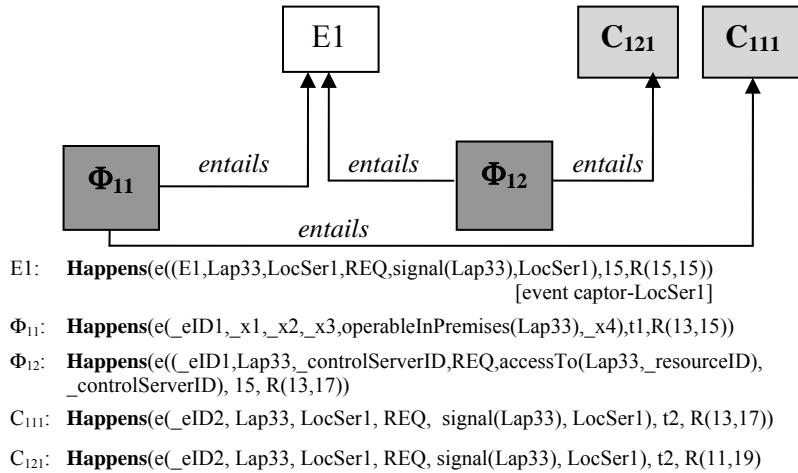 E1
C121
C111
Φ11
entails
entails
Φ12
entails
entails
E1: Happens(e((E1,Lap33,LocSer1,REQ,signal(Lap33),LocSer1),15,R(15,15))
[event captor-LocSer1]
Φ11: Happens(e(_eID1,_x1,_x2,_x3,operableInPremises(Lap33),_x4),t1,R(13,15))
Φ12: Happens(e((_eID1,Lap33,_controlServerID,REQ,accessTo(Lap33,_resourceID),
_controlServerID), 15, R(13,17))
C111: Happens(e(_eID2, Lap33, LocSer1, REQ, signal(Lap33), LocSer1), t2, R(13,17))
C121: Happens(e(_eID2, Lap33, LocSer1, REQ, signal(Lap33), LocSer1), t2, R(11,19)